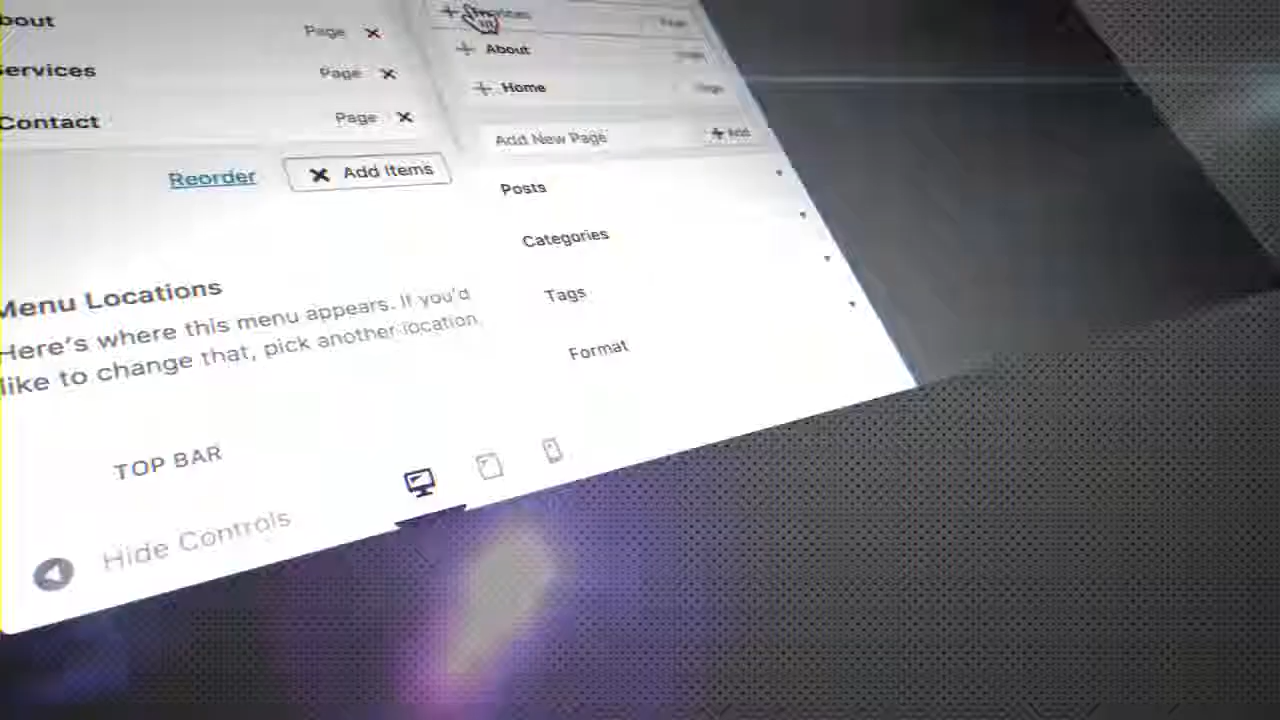 bout
Page
ervices
Page
Contact
Page
Reorder
Add Items
Menu Locations
Here's where this menu appears. If you'd
like to change that, pick another location.
TOP BAR
Hide Controls
About
Home
Add New Page
Add
Posts
Categories
Tags
Format